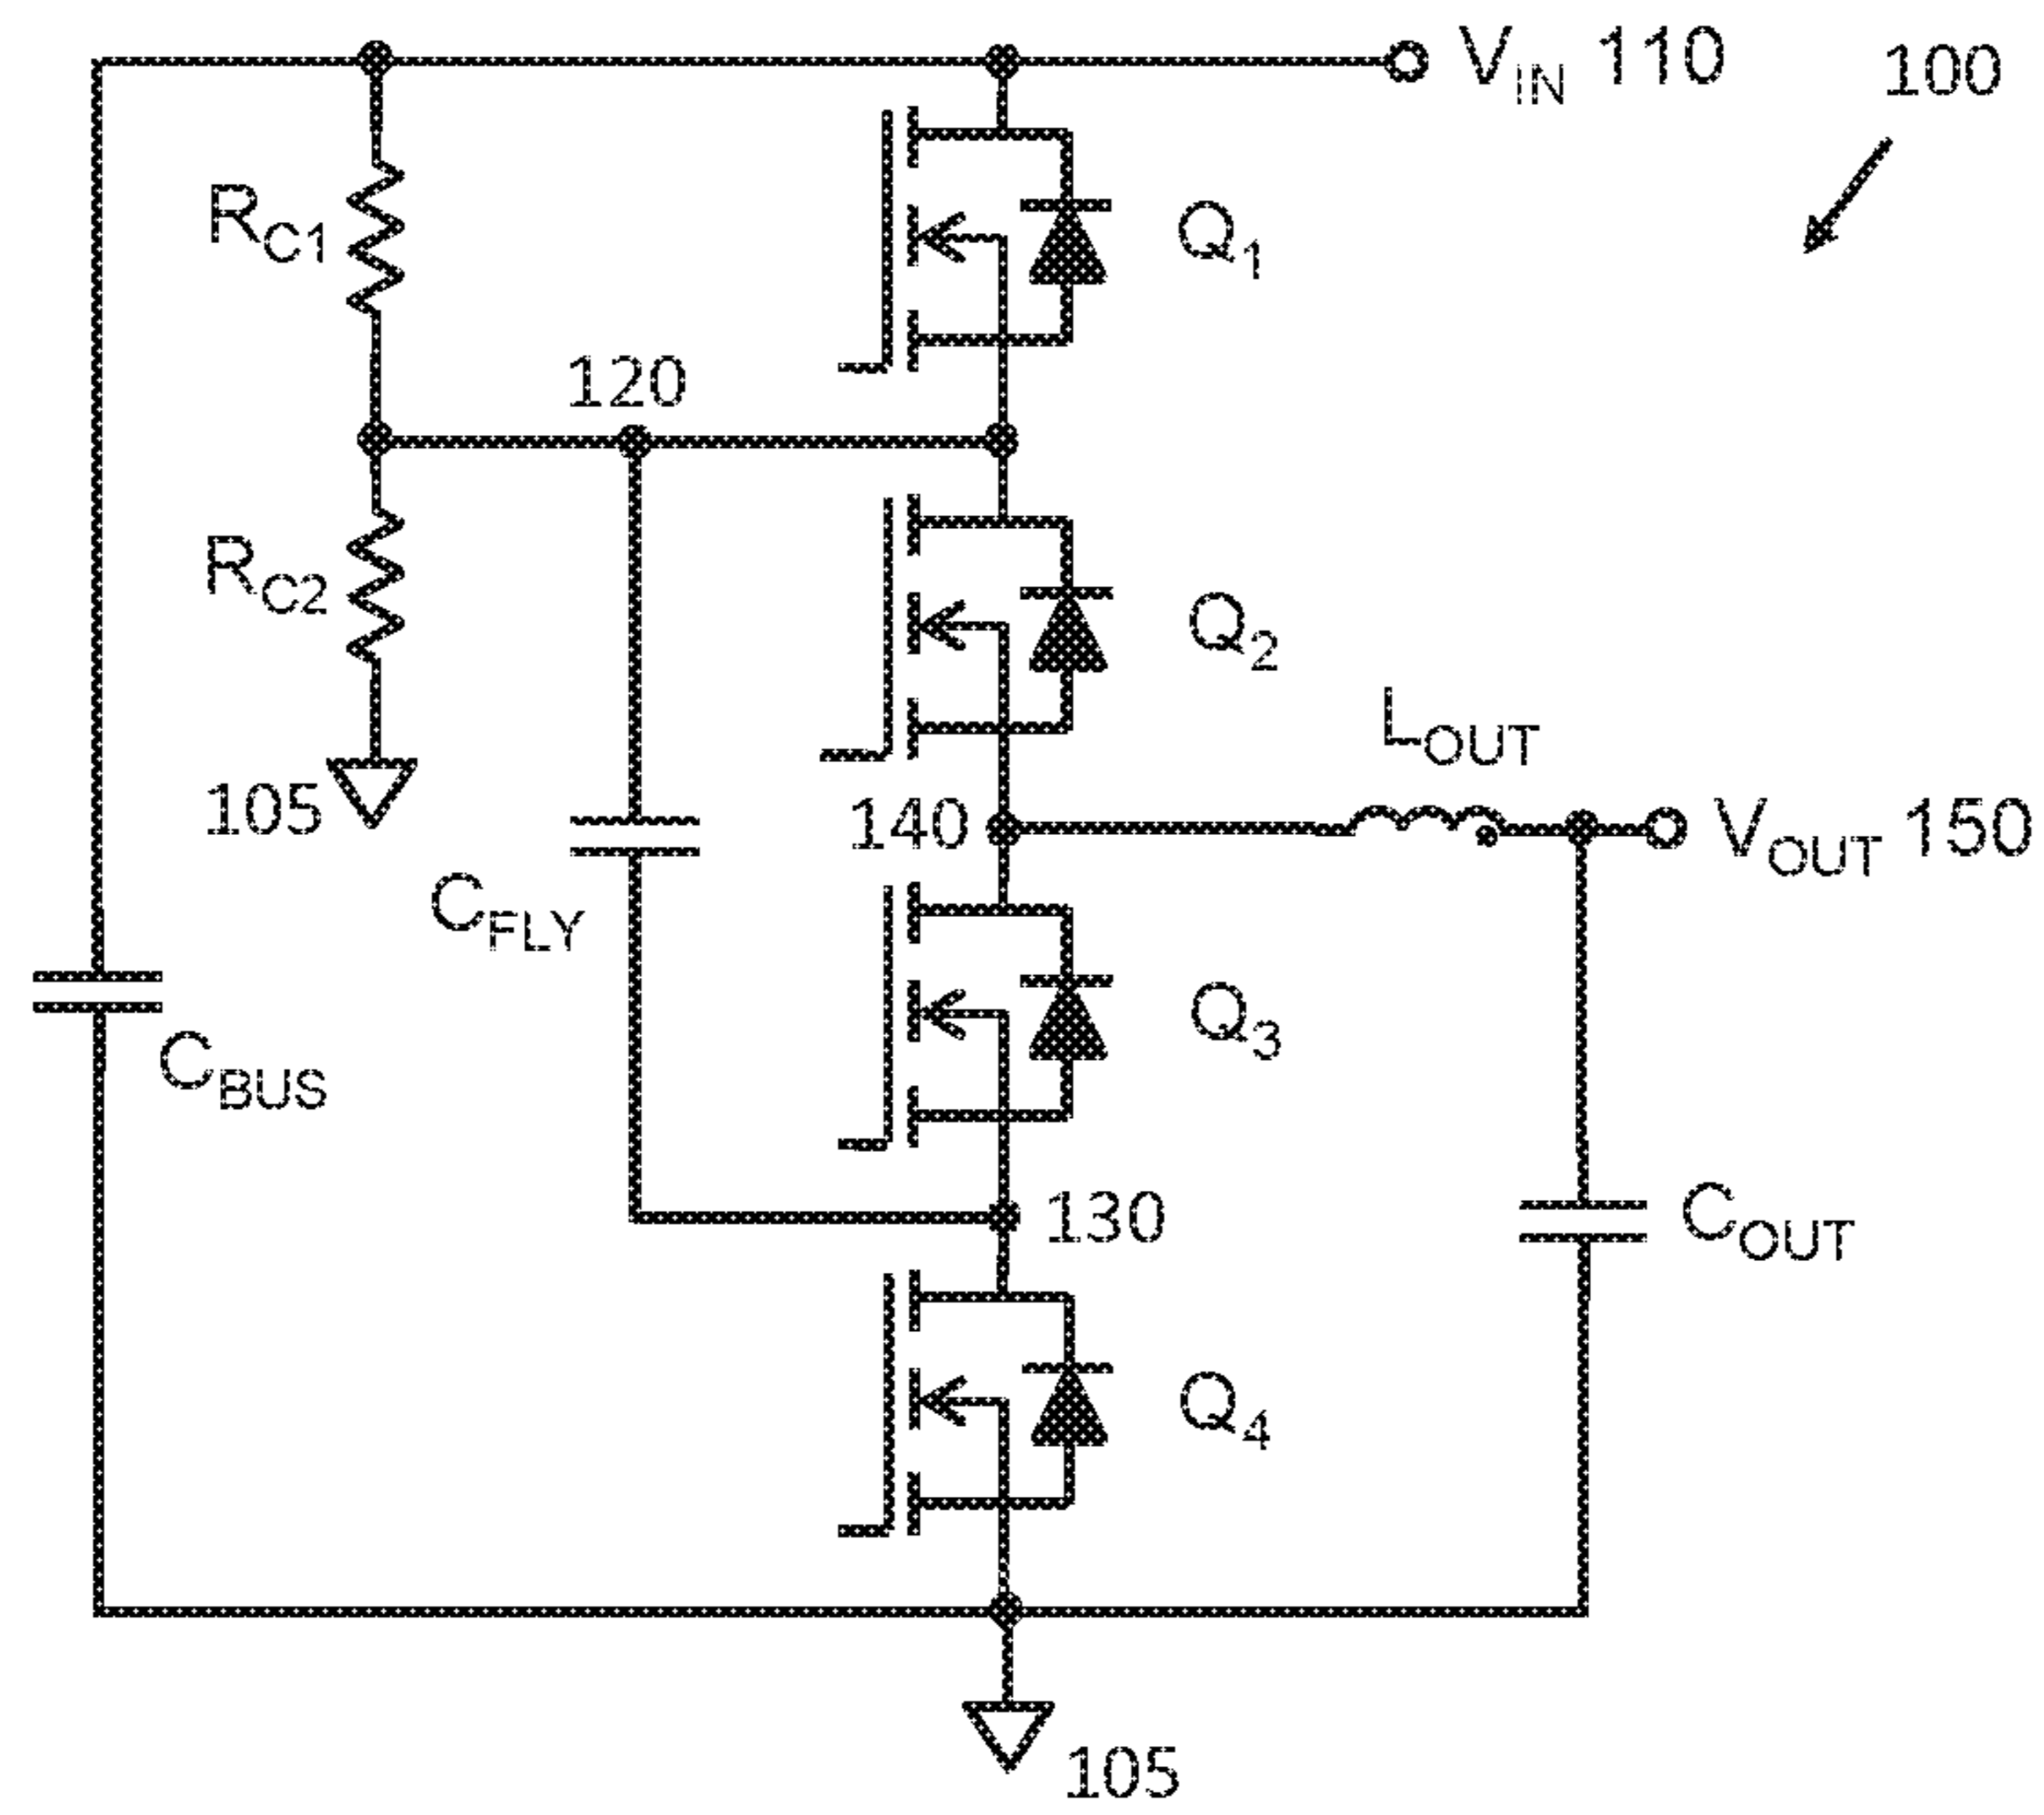 V_IN 110
100
R_C1
Q_1
120
R_C2
Q_2
L_OUT
105
140
V_OUT 150
C_FLY
Q_3
C_BUS
130
C_OUT
Q_4
105